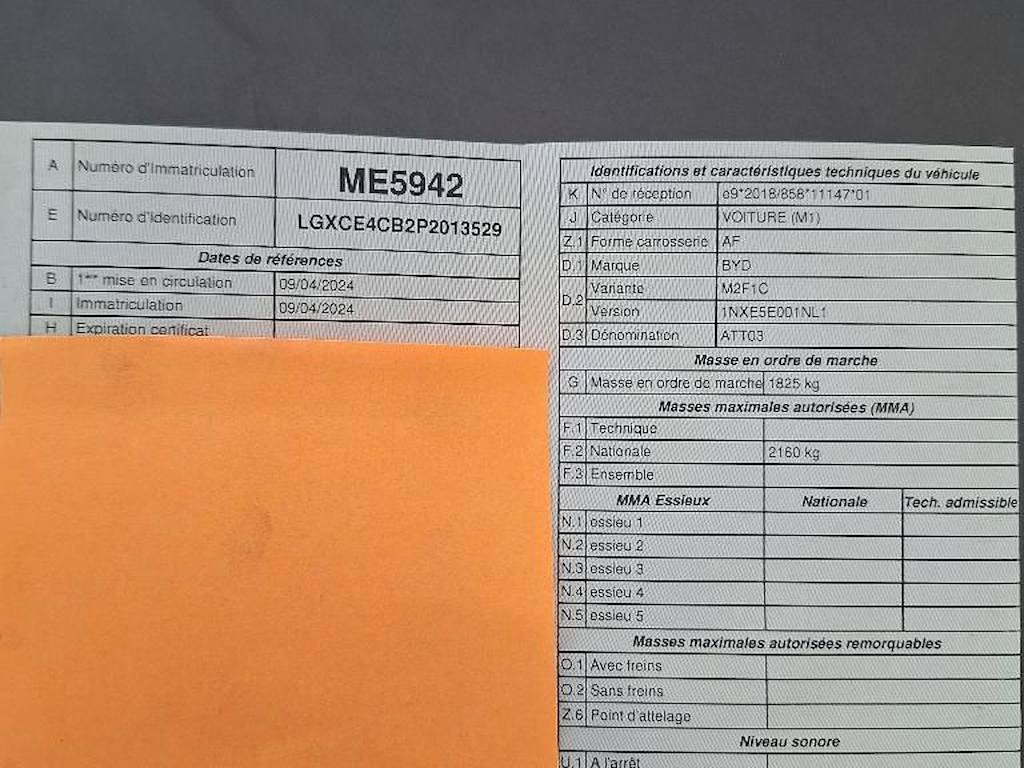 A Numéro d'Immatriculation ME5942
E Numéro d'Identification LGXCE4CB2P2013529
Dates de références
B 1ère mise en circulation 09/04/2024
I Immatriculation 09/04/2024
H Expiration certificat
Identifications et caractéristiques techniques du véhicule
K N° de réception e9*2018/858*11147*01
J Catégorie VOITURE (M1)
Z.1 Forme carrosserie AF
D.1 Marque BYD
D.2 Variante M2F1C
Version 1NXE5E001NL1
D.3 Dénomination ATTO3
Masse en ordre de marche
G Masse en ordre de marche 1825 kg
Masses maximales autorisées (MMA)
F.1 Technique
F.2 Nationale 2160 kg
F.3 Ensemble
MMA Essieux Nationale Tech. admissible
N.1 essieu 1
N.2 essieu 2
N.3 essieu 3
N.4 essieu 4
N.5 essieu 5
Masses maximales autorisées remorquables
O.1 Avec freins
O.2 Sans freins
Z.6 Point d'attelage
Niveau sonore
U.1 A l'arrêt